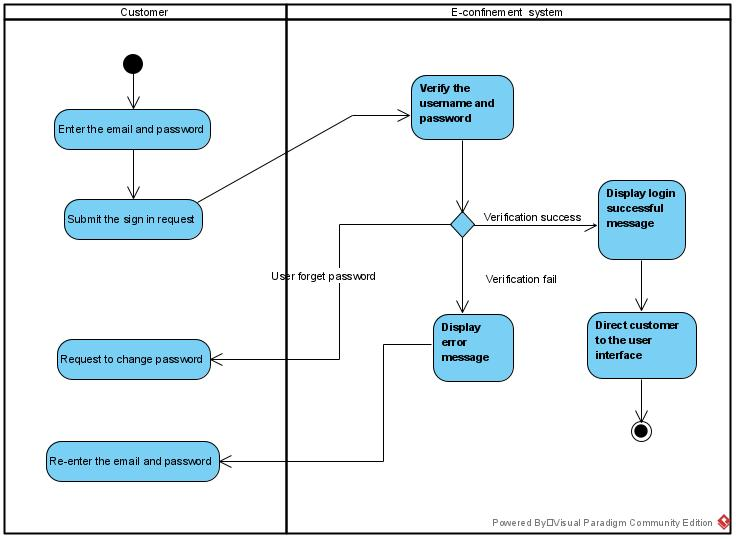 Customer
E-confinement system
Enter the email and password
Submit the sign in request
Verify the
username and
password
Verification success
Display login
successful
message
User forget password
Verification fail
Display
error
message
Direct customer
to the user
interface
Request to change password
Re-enter the email and password
Powered By□Visual Paradigm Community Edition